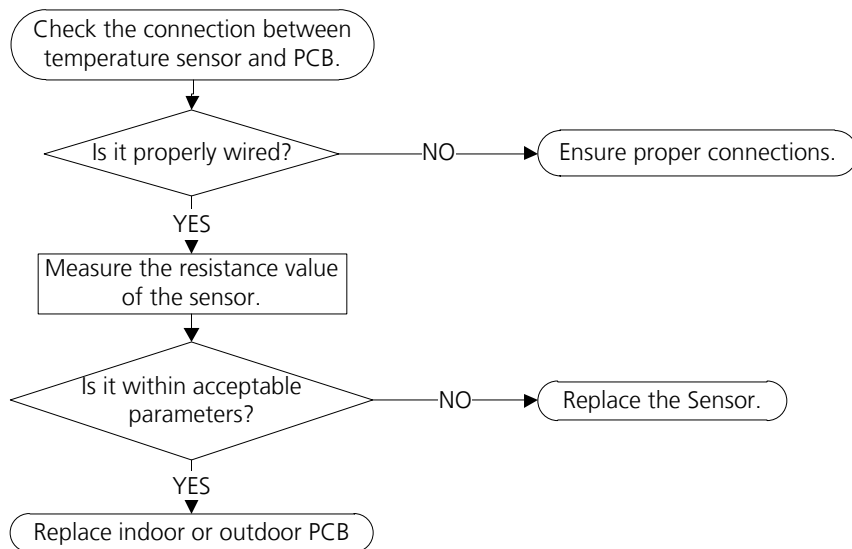 Check the connection between
temperature sensor and PCB.
Is it properly wired?
NO
Ensure proper connections.
YES
Measure the resistance value
of the sensor.
Is it within acceptable
parameters?
NO
Replace the Sensor.
YES
Replace indoor or outdoor PCB